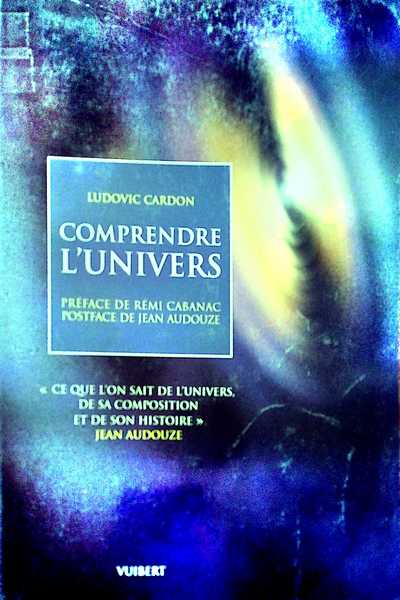 LUDOVIC CARDON
COMPRENDRE
L'UNIVERS
PRÉFACE DE RÉMI CABANAC
POSTFACE DE JEAN AUDOUZE
« CE QUE L'ON SAIT DE L'UNIVERS,
DE SA COMPOSITION
ET DE SON HISTOIRE »
JEAN AUDOUZE
VUIBERT